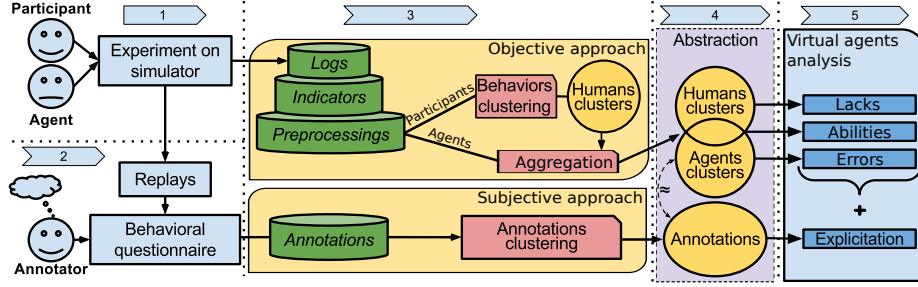 1
2
3
4
5
Participant
Agent
Experiment on
simulator
Replays
Annotator
Behavioral
questionnaire
Objective approach
Logs
Indicators
Preprocessings
Participants
Agents
Behaviors
clustering
Humans
clusters
Aggregation
Subjective approach
Annotations
Annotations
clustering
Abstraction
Humans
clusters
Agents
clusters
≈
Annotations
Virtual agents
analysis
Lacks
Abilities
Errors
+
Explicitation